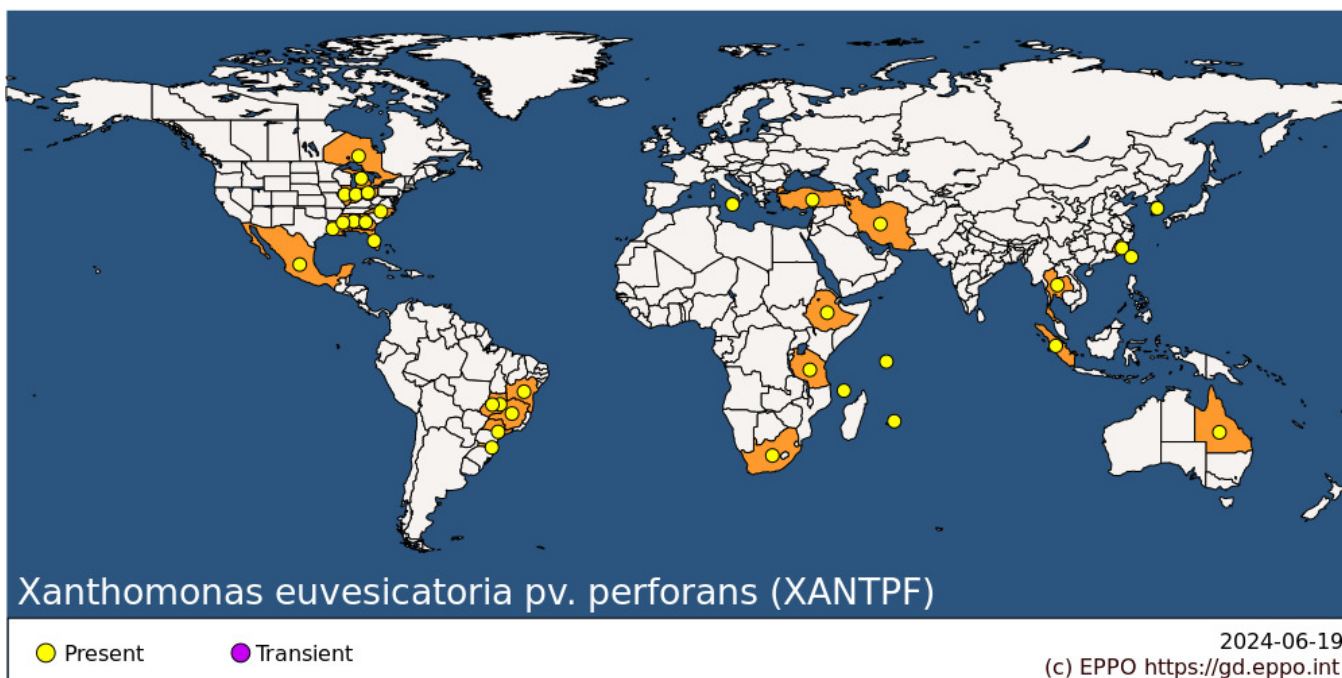 Xanthomonas euvesicatoria pv. perforans (XANTPF)
Present
Transient
2024-06-19
(c) EPPO https://gd.eppo.int